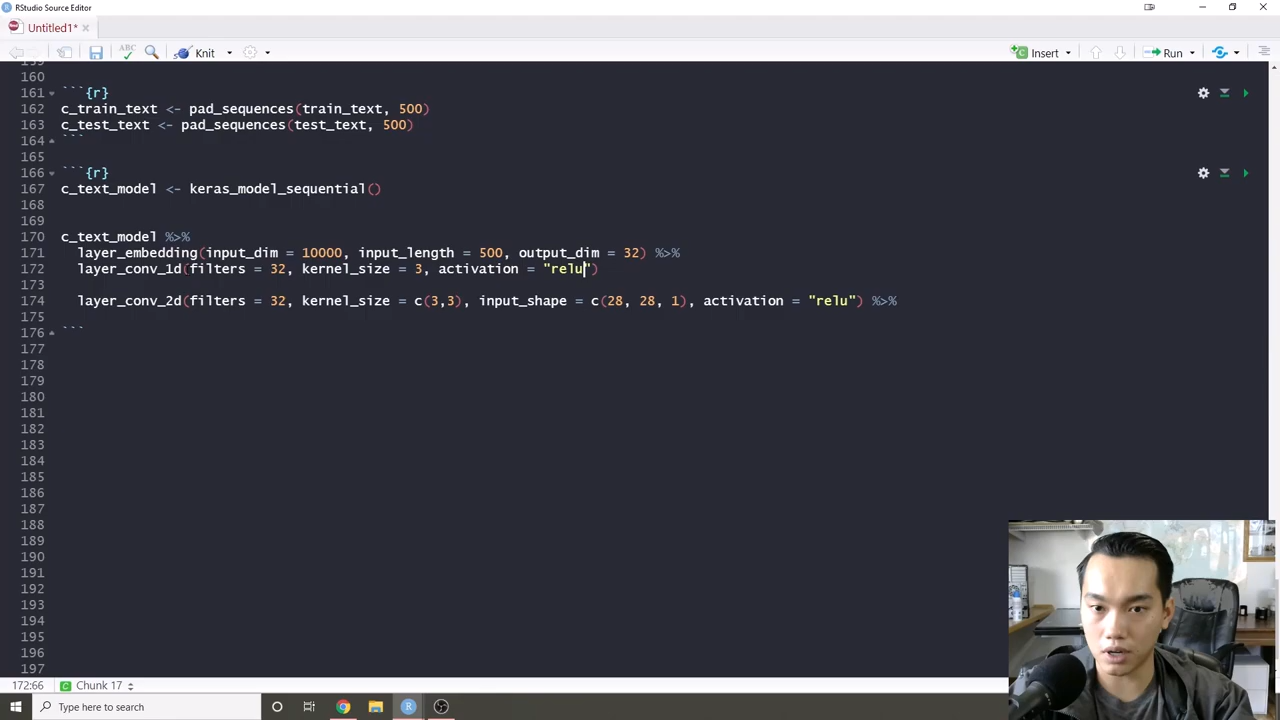 RStudio Source Editor
Untitled1*
ABC Knit Insert Run
159
160
161 ```{r}
162 c_train_text <- pad_sequences(train_text, 500)
163 c_test_text <- pad_sequences(test_text, 500)
164 ```
165
166 ```{r}
167 c_text_model <- keras_model_sequential()
168
169
170 c_text_model %>%
171 layer_embedding(input_dim = 10000, input_length = 500, output_dim = 32) %>%
172 layer_conv_1d(filters = 32, kernel_size = 3, activation = "relu")
173
174 layer_conv_2d(filters = 32, kernel_size = c(3,3), input_shape = c(28, 28, 1), activation = "relu") %>%
175
176 ```
177
178
179
180
181
182
183
184
185
186
187
188
189
190
191
192
193
194
195
196
197
172:66 C Chunk 17
Type here to search R